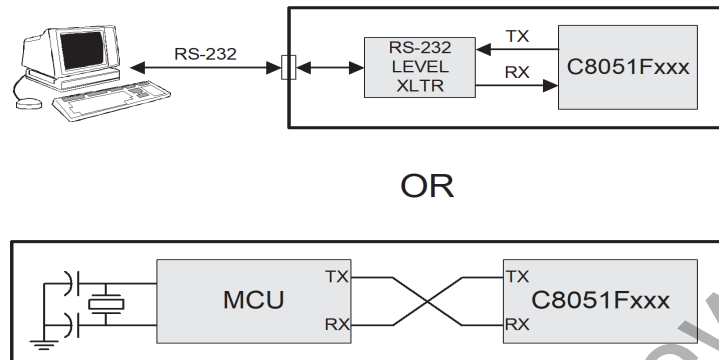 RS-232
RS-232
LEVEL
XLTR
TX
RX
C8051Fxxx
OR
MCU
TX
RX
TX
RX
C8051Fxxx